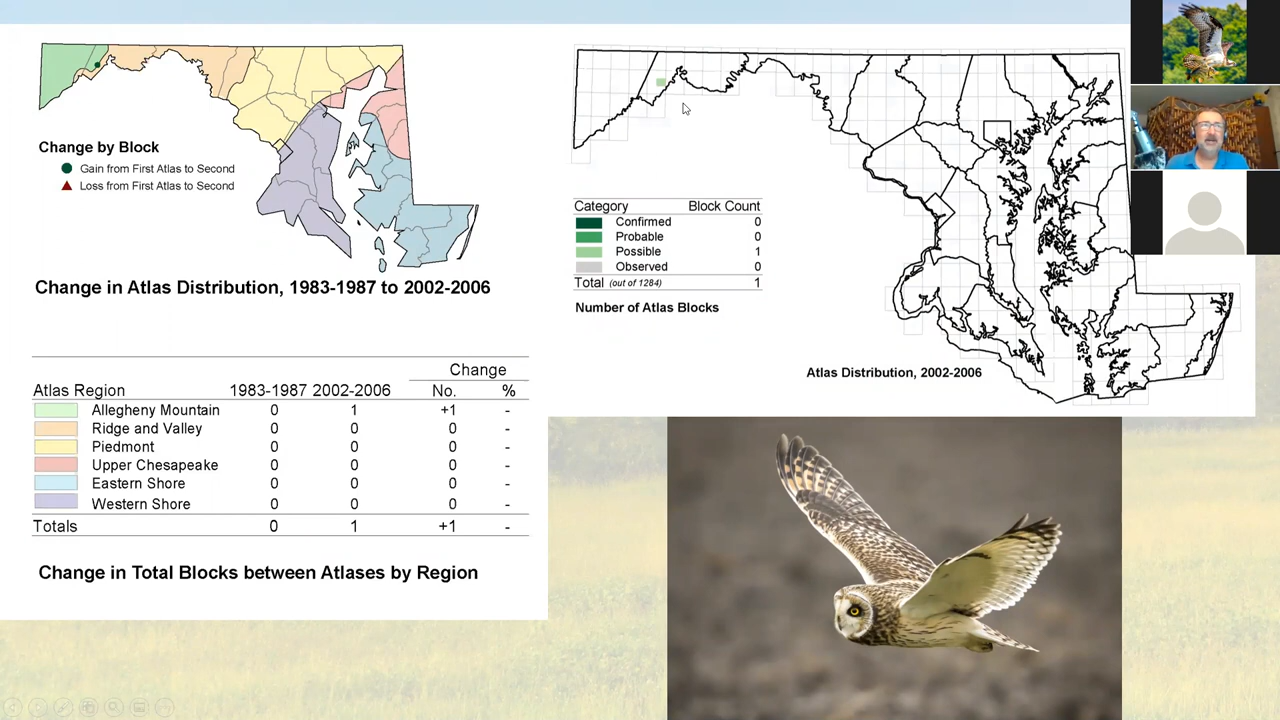 Change by Block
Gain from First Atlas to Second
Loss from First Atlas to Second
Change in Atlas Distribution, 1983-1987 to 2002-2006
Change
Atlas Region 1983-1987 2002-2006 No. %
Allegheny Mountain 0 1 +1 -
Ridge and Valley 0 0 0 -
Piedmont 0 0 0 -
Upper Chesapeake 0 0 0 -
Eastern Shore 0 0 0 -
Western Shore 0 0 0 -
Totals 0 1 +1 -
Change in Total Blocks between Atlases by Region
Category Block Count
Confirmed 0
Probable 0
Possible 1
Observed 0
Total (out of 1284) 1
Number of Atlas Blocks
Atlas Distribution, 2002-2006